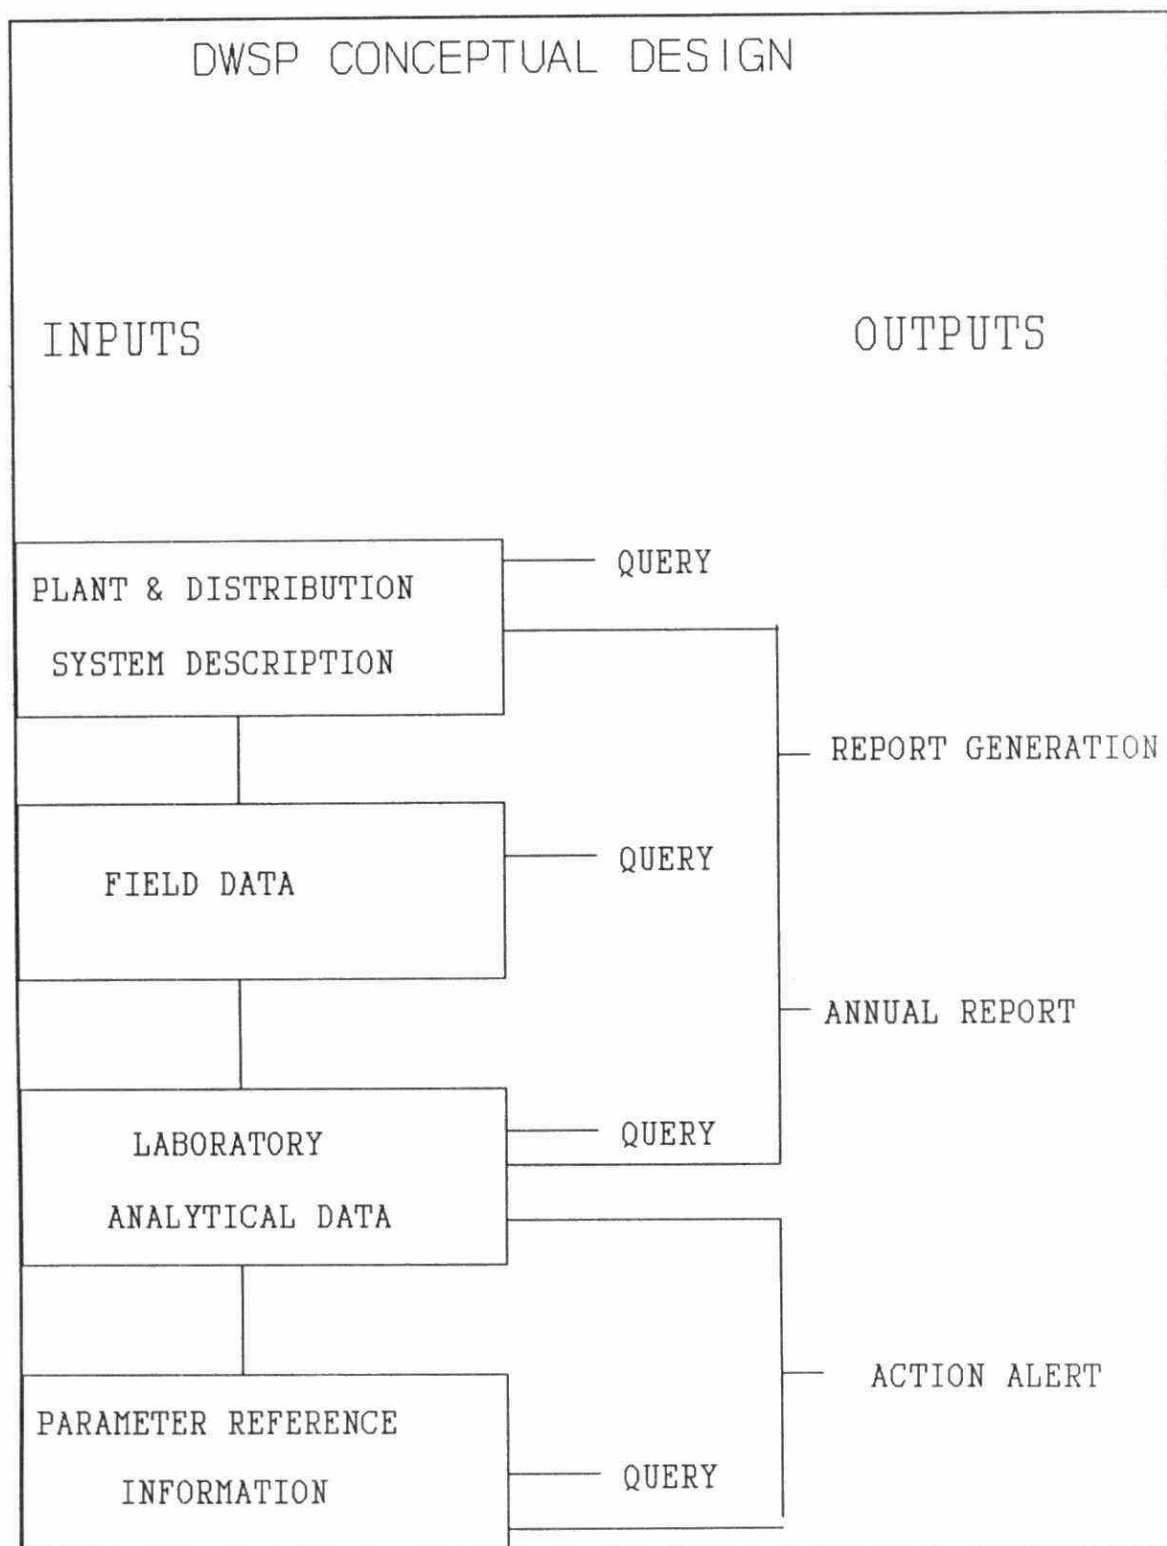 DWSP CONCEPTUAL DESIGN
INPUTS
OUTPUTS
QUERY
PLANT & DISTRIBUTION
SYSTEM DESCRIPTION
REPORT GENERATION
QUERY
FIELD DATA
ANNUAL REPORT
QUERY
LABORATORY
ANALYTICAL DATA
ACTION ALERT
PARAMETER REFERENCE
QUERY
INFORMATION